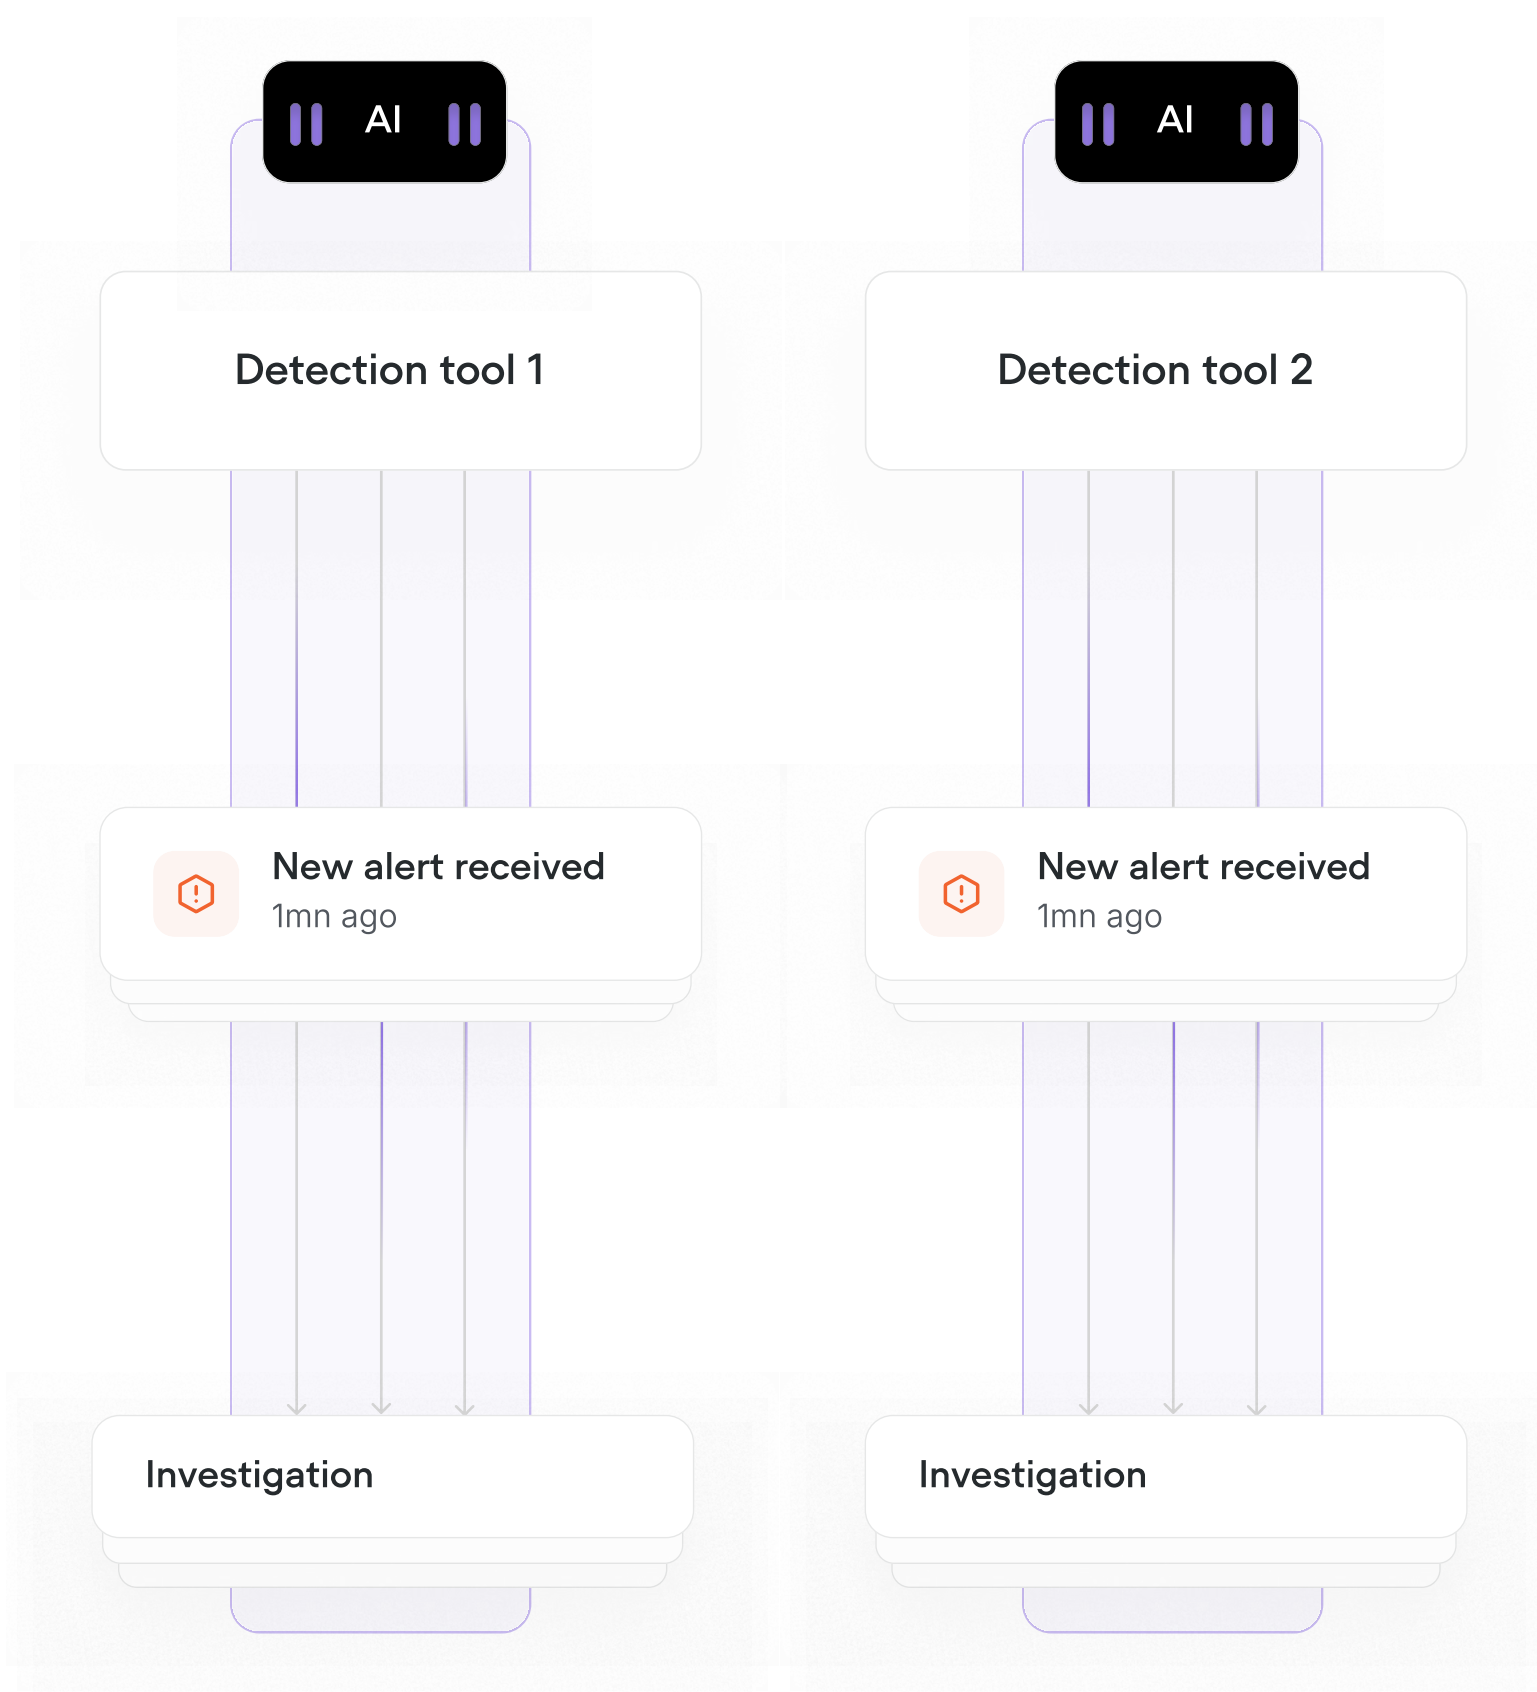 AI
Detection tool 1
New alert received
1mn ago
Investigation
AI
Detection tool 2
New alert received
1mn ago
Investigation